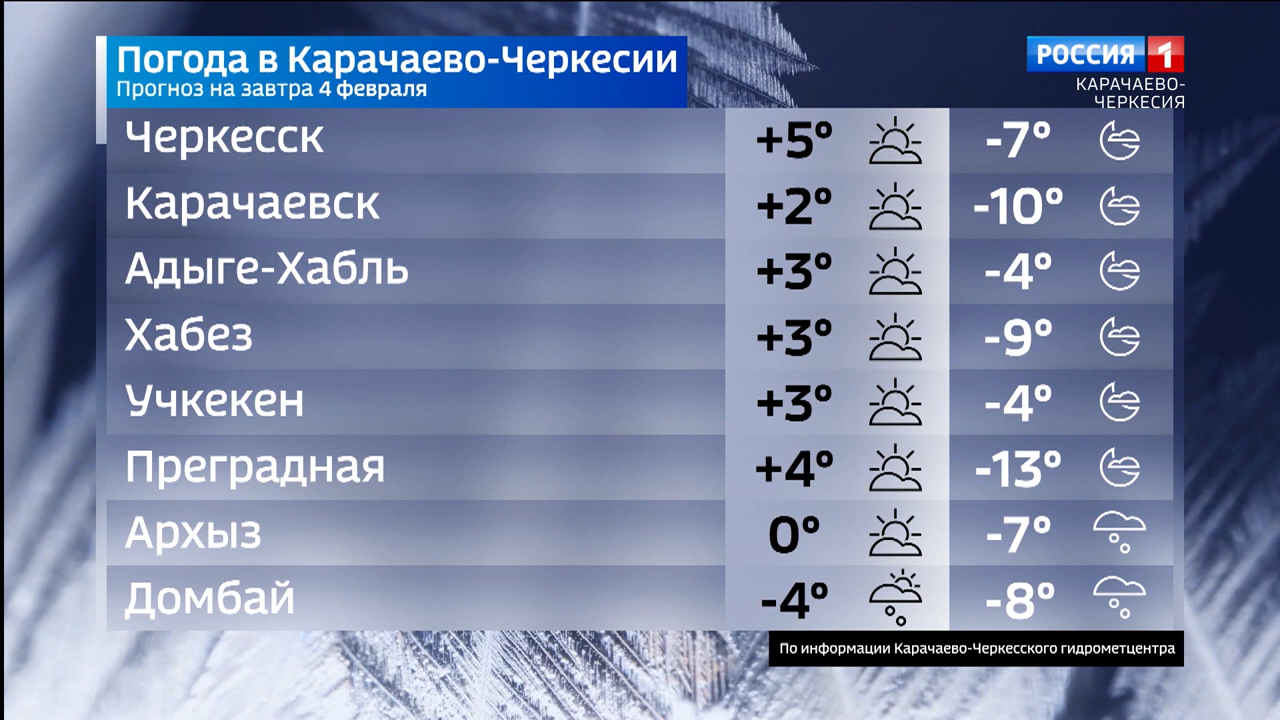 Погода в Карачаево-Черкесии
Прогноз на завтра 4 февраля
РОССИЯ 1
КАРАЧАЕВО-
ЧЕРКЕСИЯ
Черкесск +5° -7°
Карачаевск +2° -10°
Адыге-Хабль +3° -4°
Хабез +3° -9°
Учкекен +3° -4°
Преградная +4° -13°
Архыз 0° -7°
Домбай -4° -8°
По информации Карачаево-Черкесского гидрометцентра